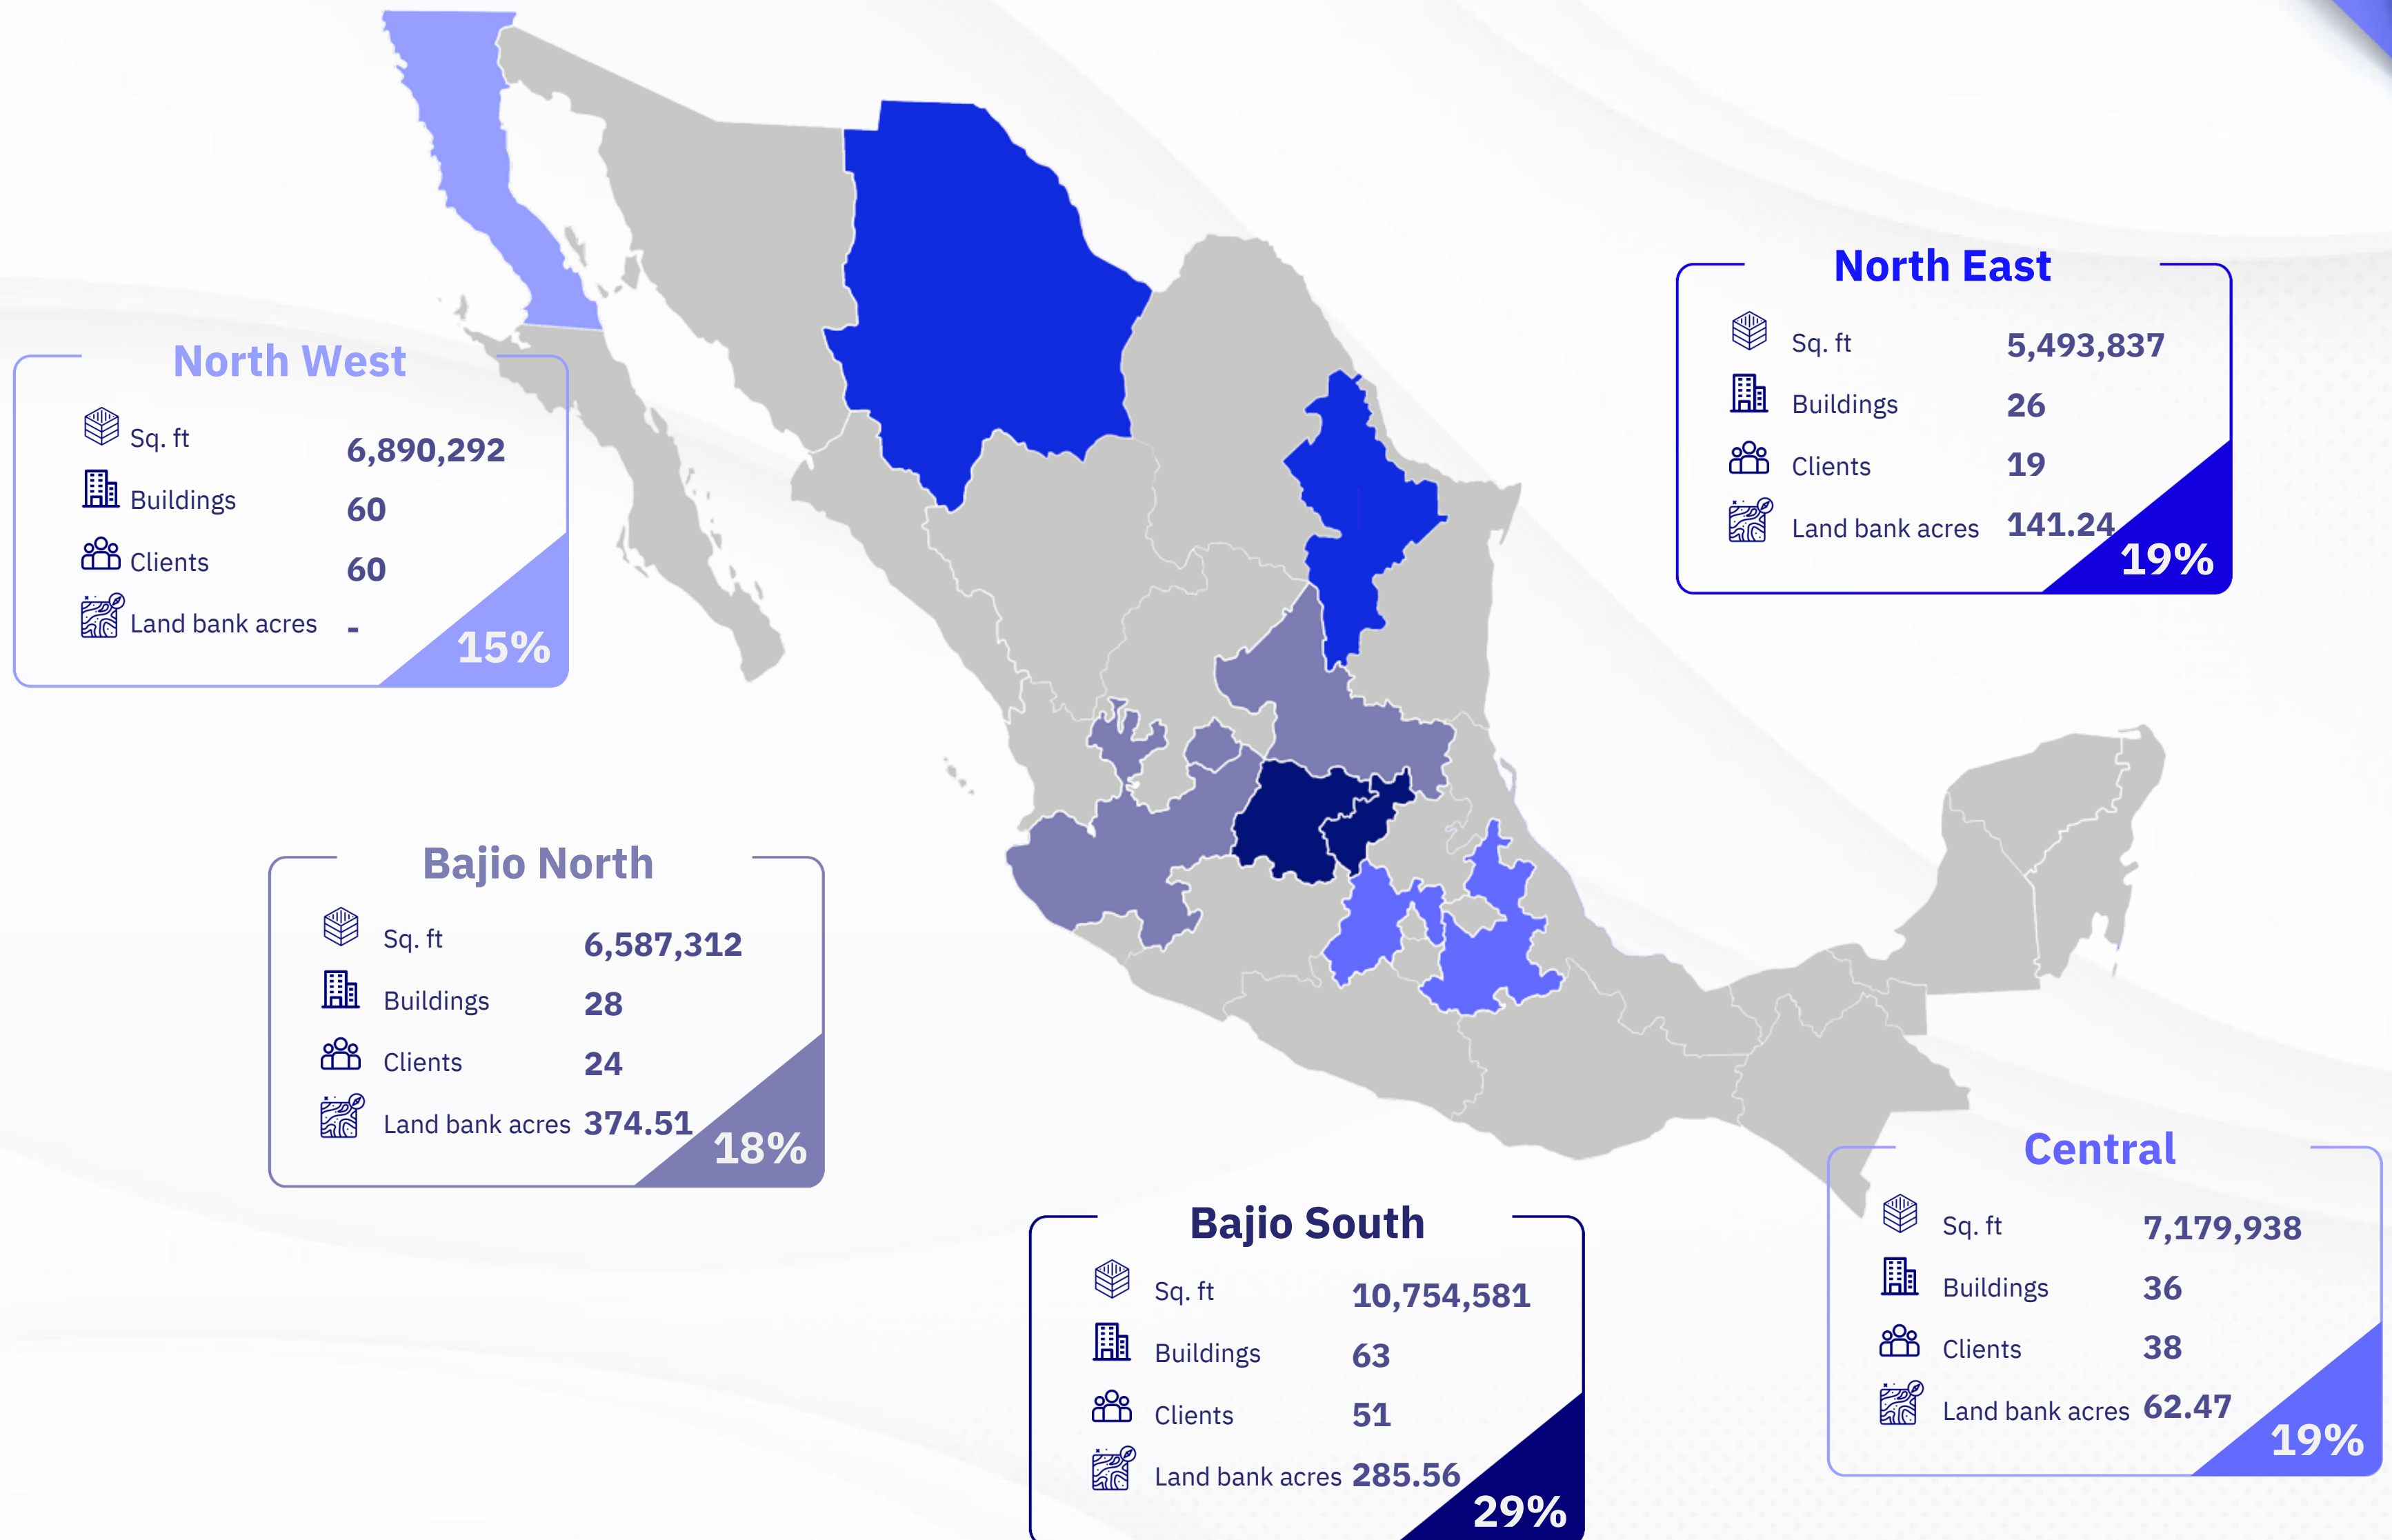 North East
Sq. ft 5,493,837
Buildings 26
Clients 19
Land bank acres 141.24
19%
North West
Sq. ft 6,890,292
Buildings 60
Clients 60
Land bank acres -
15%
Bajio North
Sq. ft 6,587,312
Buildings 28
Clients 24
Land bank acres 374.51
18%
Bajio South
Sq. ft 10,754,581
Buildings 63
Clients 51
Land bank acres 285.56
29%
Central
Sq. ft 7,179,938
Buildings 36
Clients 38
Land bank acres 62.47
19%